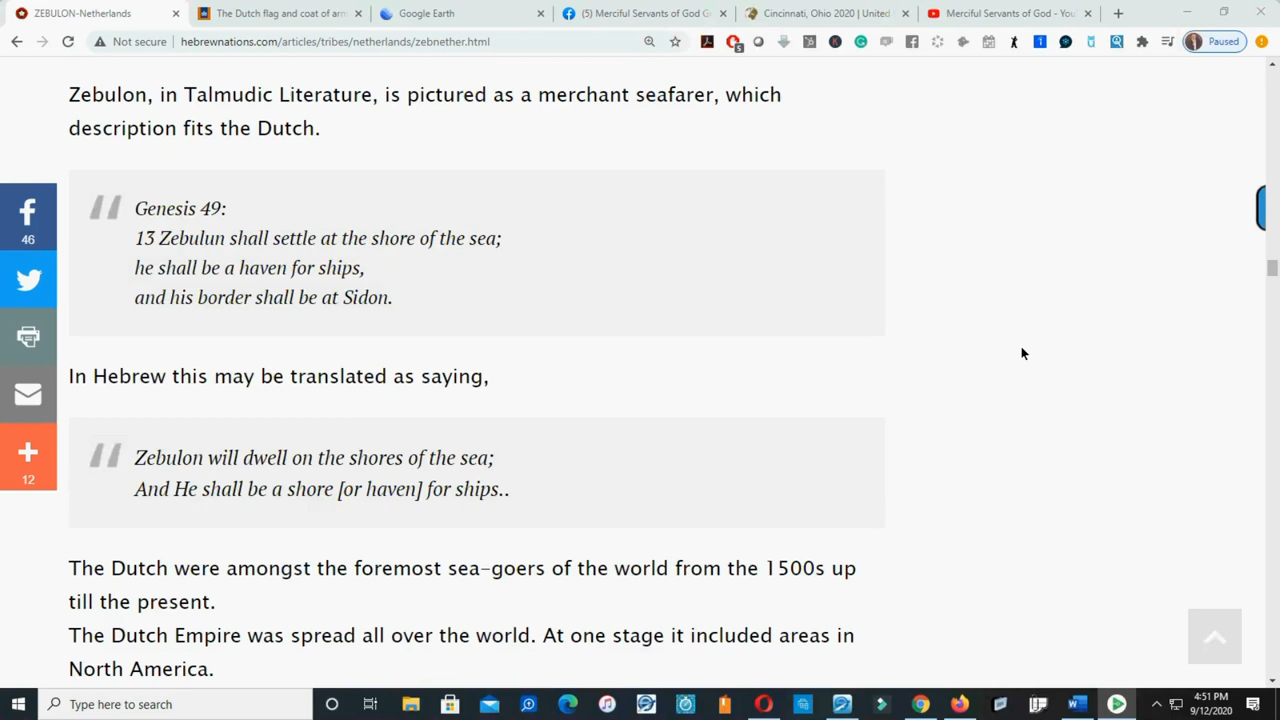 ZEBULON-Netherlands
The Dutch flag and coat of arm
Google Earth
(5) Merciful Servants of God G
Cincinnati, Ohio 2020 | United
Merciful Servants of God - You
Not secure
hebrewnations.com/articles/tribes/netherlands/zebnether.html
5
Paused
Zebulon, in Talmudic Literature, is pictured as a merchant seafarer, which
description fits the Dutch.
Genesis 49:
13 Zebulun shall settle at the shore of the sea;
he shall be a haven for ships,
and his border shall be at Sidon.
46
In Hebrew this may be translated as saying,
Zebulon will dwell on the shores of the sea;
And He shall be a shore [or haven] for ships..
12
The Dutch were amongst the foremost sea-goers of the world from the 1500s up
till the present.
The Dutch Empire was spread all over the world. At one stage it included areas in
North America.
Type here to search
4:51 PM
9/12/2020